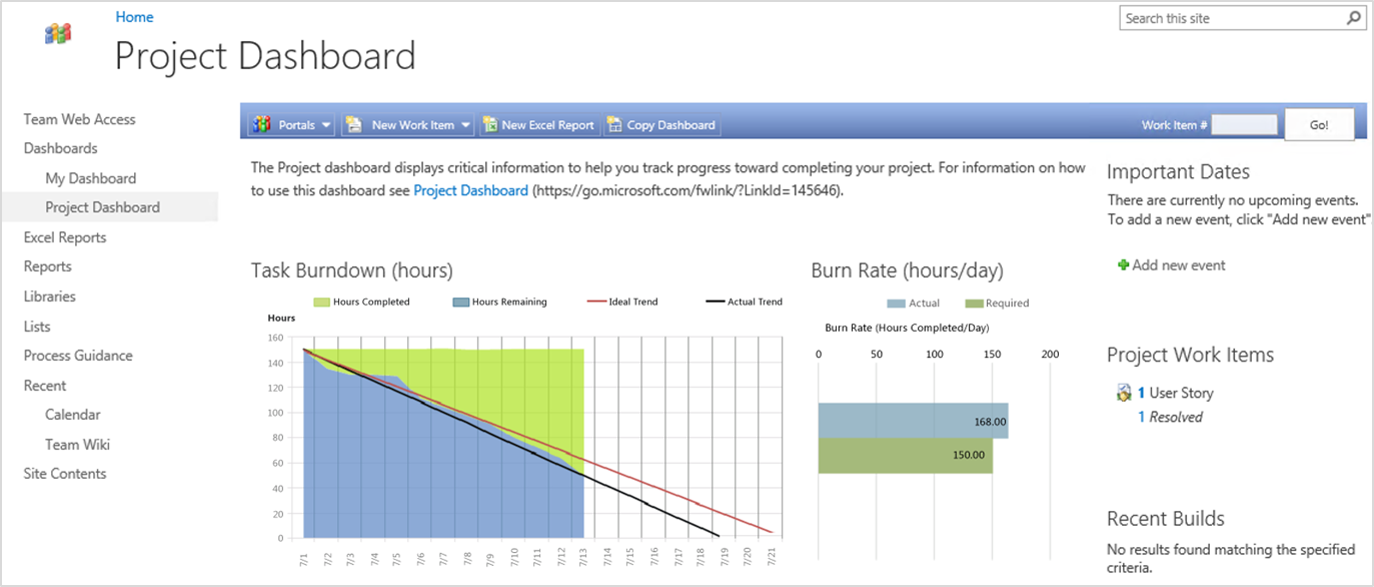 Home
Search this site
Project Dashboard
Team Web Access
Dashboards
My Dashboard
Project Dashboard
Excel Reports
Reports
Libraries
Lists
Process Guidance
Recent
Calendar
Team Wiki
Site Contents
Portals
New Work Item
New Excel Report
Copy Dashboard
Work Item #
Go!
The Project dashboard displays critical information to help you track progress toward completing your project. For information on how
to use this dashboard see Project Dashboard (https://go.microsoft.com/fwlink/?LinkId=145646).
Task Burndown (hours)
Hours Completed
Hours Remaining
Ideal Trend
Actual Trend
Hours
160
140
120
100
80
60
40
20
0
7/1
7/2
7/3
7/4
7/5
7/6
7/7
7/8
7/9
7/10
7/11
7/12
7/13
7/14
7/15
7/16
7/17
7/18
7/19
7/20
7/21
Burn Rate (hours/day)
Actual
Required
Burn Rate (Hours Completed/Day)
0
50
100
150
200
168.00
150.00
Important Dates
There are currently no upcoming events.
To add a new event, click "Add new event"
Add new event
Project Work Items
1 User Story
1 Resolved
Recent Builds
No results found matching the specified
criteria.